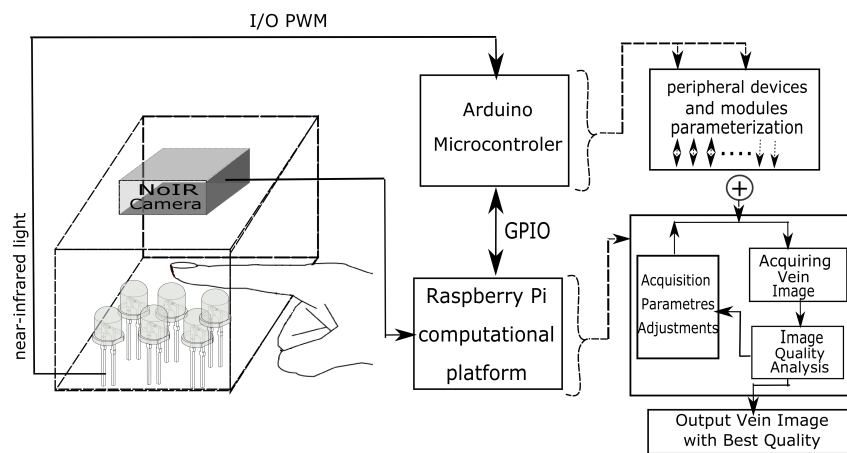 I/O PWM
near-infrared light
NoIR
Camera
Arduino
Microcontroler
GPIO
Raspberry Pi
computational
platform
peripheral devices
and modules
parameterization
+
Acquisition
Parametres
Adjustments
Acquiring
Vein
Image
Image
Quality
Analysis
Output Vein Image
with Best Quality